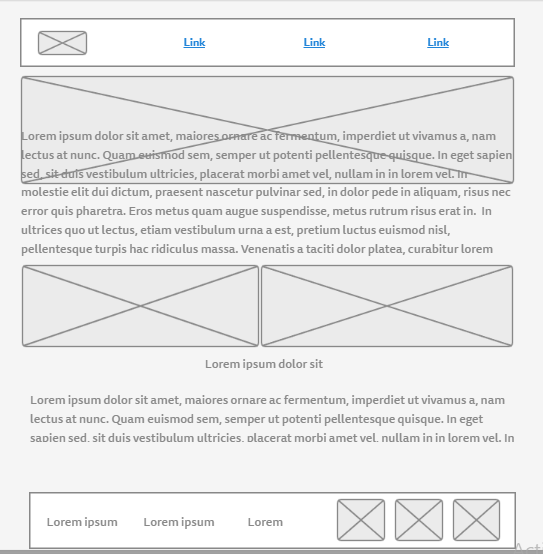 Link Link Link
Lorem ipsum dolor sit amet, maiores ornare ac fermentum, imperdiet ut vivamus a, nam
lectus at nunc. Quam euismod sem, semper ut potenti pellentesque quisque. In eget sapien
sed, sit duis vestibulum ultricies, placerat morbi amet vel, nullam in in lorem vel. In
molestie elit dui dictum, praesent nascetur pulvinar sed, in dolor pede in aliquam, risus nec
error quis pharetra. Eros metus quam augue suspendisse, metus rutrum risus erat in. In
ultrices quo ut lectus, etiam vestibulum urna a est, pretium luctus euismod nisl,
pellentesque turpis hac ridiculus massa. Venenatis a taciti dolor platea, curabitur lorem
Lorem ipsum dolor sit
Lorem ipsum dolor sit amet, maiores ornare ac fermentum, imperdiet ut vivamus a, nam
lectus at nunc. Quam euismod sem, semper ut potenti pellentesque quisque. In eget
sapien sed, sit duis vestibulum ultricies, placerat morbi amet vel, nullam in in lorem vel. In
Lorem ipsum Lorem ipsum Lorem